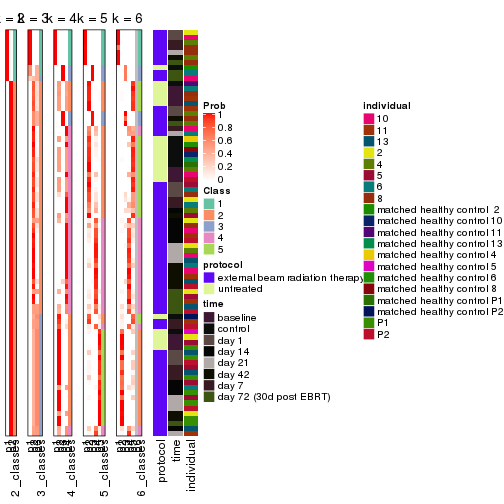 k = 3 k = 4 k = 5 k = 6
Prob
1
0.8
0.6
0.4
0.2
0
Class
1
2
3
4
5
protocol
external beam radiation therapy
untreated
time
baseline
control
day 1
day 14
day 21
day 42
day 7
day 72 (30d post EBRT)
individual
10
11
13
2
4
5
6
8
matched healthy control 2
matched healthy control 10
matched healthy control 11
matched healthy control 13
matched healthy control 4
matched healthy control 5
matched healthy control 6
matched healthy control 8
matched healthy control P1
matched healthy control P2
P1
P2
2_classes
3_classes
4_classes
5_classes
6_classes
protocol
time
individual